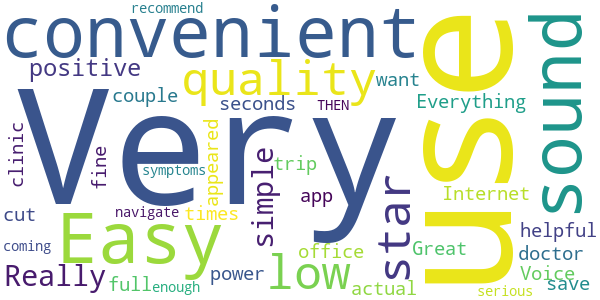 recommend
convenient
use
sound
positive
quality
want
couple
seconds
THEN
Everything
Very
clinic
fine
appeared
simple
symptoms
trip
app
star
Internet
cut
navigate
times
helpful
Easy
coming
office
Great
doctor
Really
full
enough
power
low
actual
Voice
save
serious